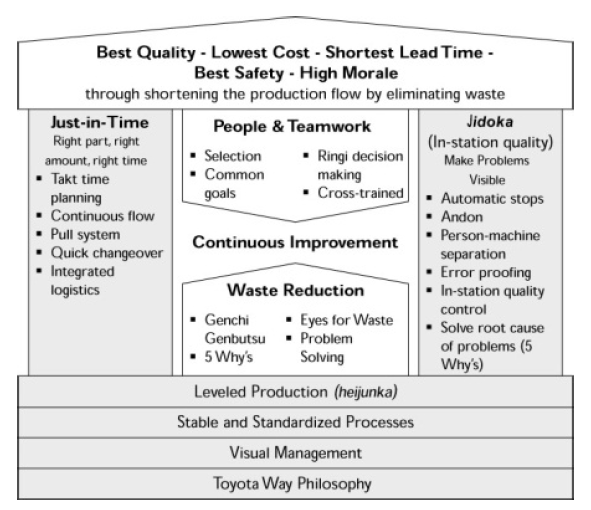 Best Quality - Lowest Cost - Shortest Lead Time -
Best Safety - High Morale
through shortening the production flow by eliminating waste
Just-in-Time
Right part, right
amount, right time
▪ Takt time
planning
▪ Continuous flow
▪ Pull system
▪ Quick changeover
▪ Integrated
logistics
People & Teamwork
▪ Selection
▪ Common
goals
▪ Ringi decision
making
▪ Cross-trained
Continuous Improvement
Waste Reduction
▪ Genchi
Genbutsu
▪ 5 Why's
▪ Eyes for Waste
▪ Problem
Solving
Jidoka
(In-station quality)
Make Problems
Visible
▪ Automatic stops
▪ Andon
▪ Person-machine
separation
▪ Error proofing
▪ In-station quality
control
▪ Solve root cause
of problems (5
Why's)
Leveled Production (heijunka)
Stable and Standardized Processes
Visual Management
Toyota Way Philosophy